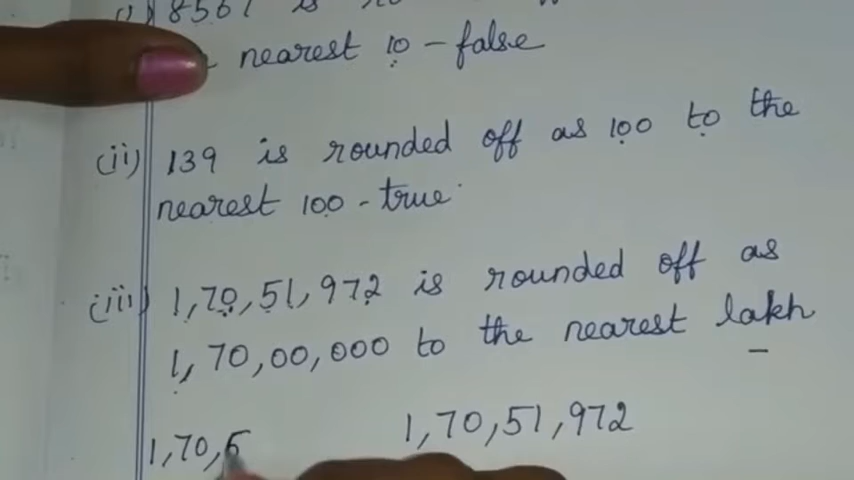 8567 is
nearest 10 - false
(ii) 139 is rounded off as 100 to the
nearest 100 - true
(iii) 1,70,51,972 is rounded off as
1,70,00,000 to the nearest lakh
1,70,5 1,70,51,972